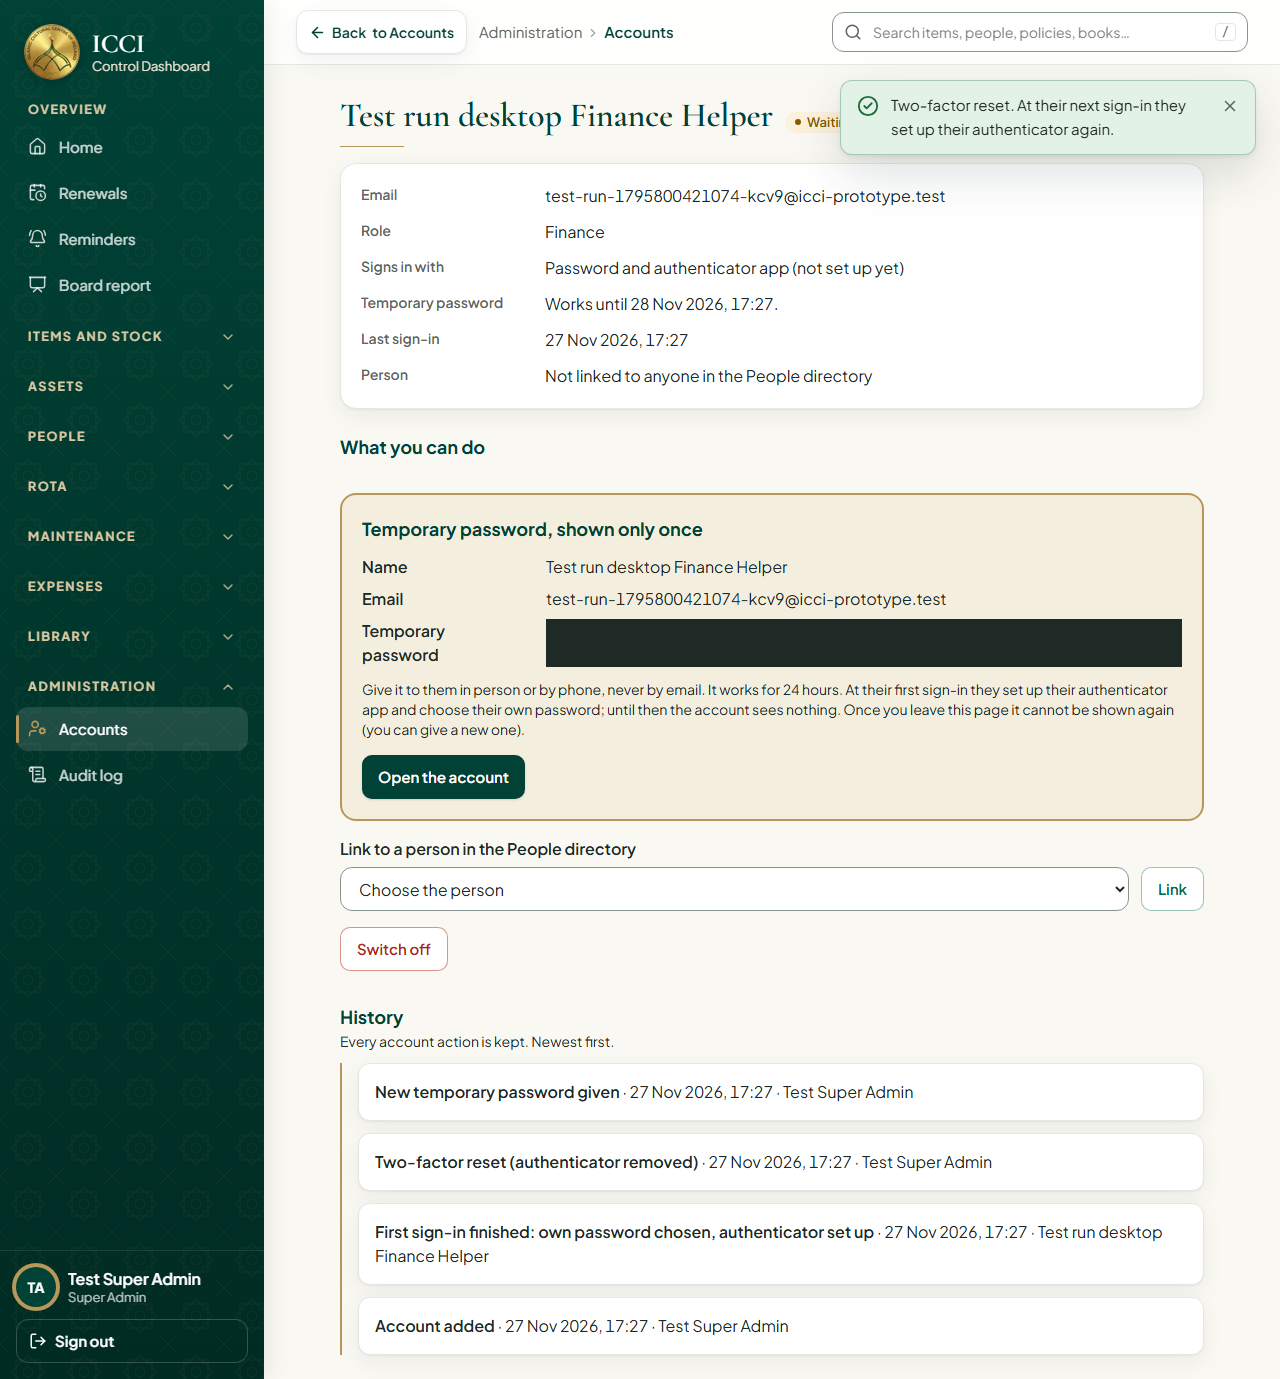 ICCI
Control Dashboard
OVERVIEW
Home
Renewals
Reminders
Board report
ITEMS AND STOCK
ASSETS
PEOPLE
ROTA
MAINTENANCE
EXPENSES
LIBRARY
ADMINISTRATION
Accounts
Audit log
TA
Test Super Admin
Super Admin
Sign out
Back to Accounts
Administration > Accounts
Search items, people, policies, books…
/
Two-factor reset. At their next sign-in they
set up their authenticator again.
Test run desktop Finance Helper
Email
test-run-1795800421074-kcv9@icci-prototype.test
Role
Finance
Signs in with
Password and authenticator app (not set up yet)
Temporary password
Works until 28 Nov 2026, 17:27.
Last sign-in
27 Nov 2026, 17:27
Person
Not linked to anyone in the People directory
What you can do
Temporary password, shown only once
Name
Test run desktop Finance Helper
Email
test-run-1795800421074-kcv9@icci-prototype.test
Temporary
password
Give it to them in person or by phone, never by email. It works for 24 hours. At their first sign-in they set up their authenticator
app and choose their own password; until then the account sees nothing. Once you leave this page it cannot be shown again
(you can give a new one).
Open the account
Link to a person in the People directory
Choose the person
Link
Switch off
History
Every account action is kept. Newest first.
New temporary password given · 27 Nov 2026, 17:27 · Test Super Admin
Two-factor reset (authenticator removed) · 27 Nov 2026, 17:27 · Test Super Admin
First sign-in finished: own password chosen, authenticator set up · 27 Nov 2026, 17:27 · Test run desktop
Finance Helper
Account added · 27 Nov 2026, 17:27 · Test Super Admin